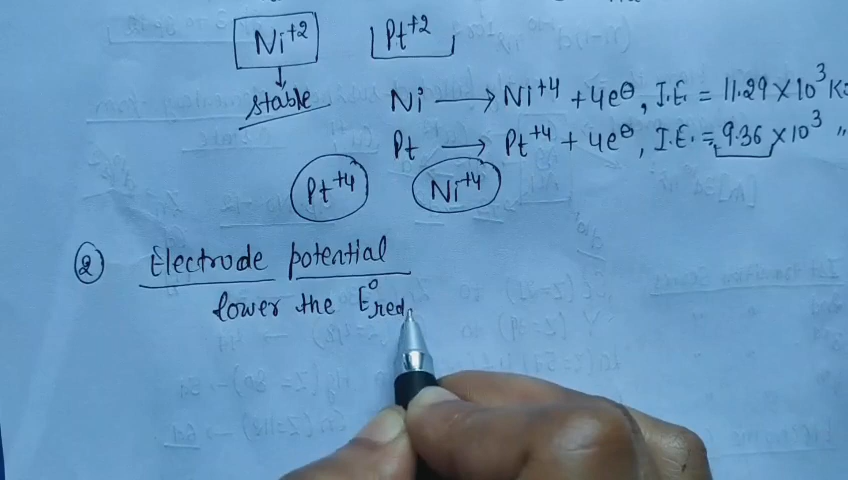 Ni+2 Pt+2
stable
Ni → Ni+4 + 4e⊖, I.E. = 11.29 × 10³ KJ
Pt → Pt+4 + 4e⊖, I.E. = 9.36 × 10³ "
Pt+4 Ni+4
② Electrode potential
lower the E°red